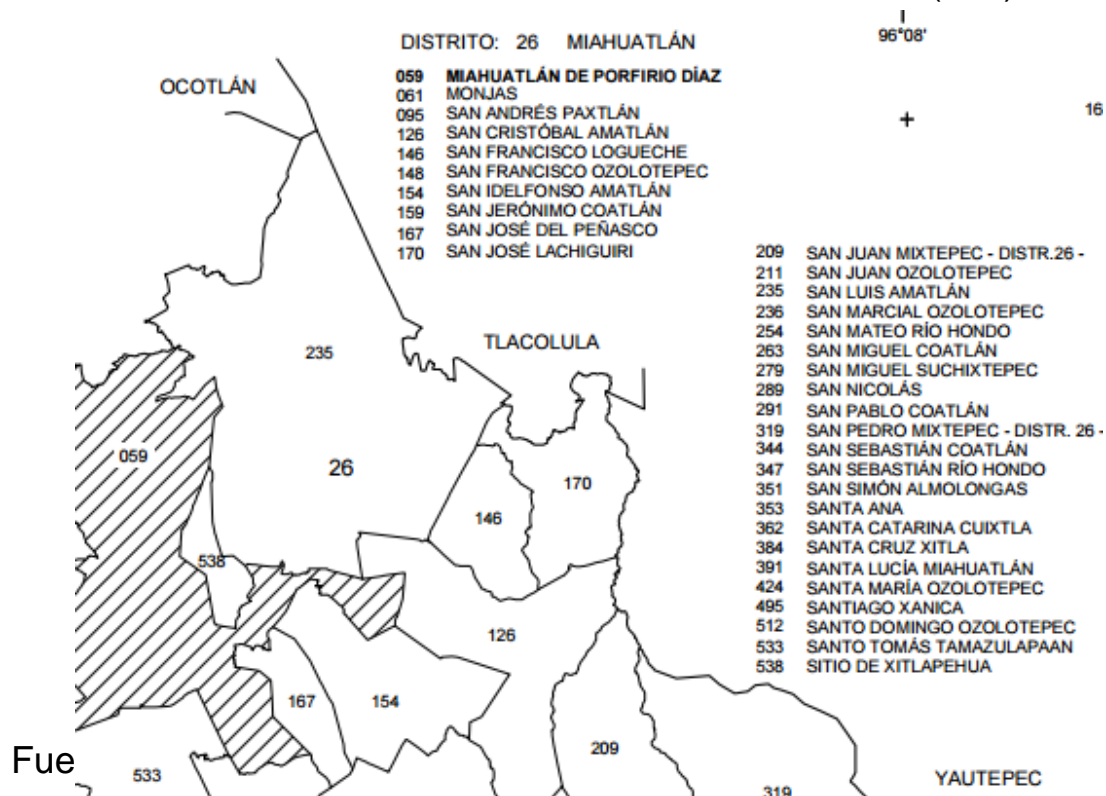 DISTRITO: 26 MIAHUATLÁN
96°08'
OCOTLÁN
059 MIAHUATLÁN DE PORFIRIO DÍAZ
061 MONJAS
095 SAN ANDRÉS PAXTLÁN
126 SAN CRISTÓBAL AMATLÁN
146 SAN FRANCISCO LOGUECHE
148 SAN FRANCISCO OZOLOTEPEC
154 SAN IDELFONSO AMATLÁN
159 SAN JERÓNIMO COATLÁN
167 SAN JOSÉ DEL PEÑASCO
170 SAN JOSÉ LACHIGUIRI
16
209 SAN JUAN MIXTEPEC - DISTR.26 -
211 SAN JUAN OZOLOTEPEC
235 SAN LUIS AMATLÁN
236 SAN MARCIAL OZOLOTEPEC
254 SAN MATEO RÍO HONDO
263 SAN MIGUEL COATLÁN
279 SAN MIGUEL SUCHIXTEPEC
289 SAN NICOLÁS
291 SAN PABLO COATLÁN
319 SAN PEDRO MIXTEPEC - DISTR. 26 -
344 SAN SEBASTIÁN COATLÁN
347 SAN SEBASTIÁN RÍO HONDO
351 SAN SIMÓN ALMOLONGAS
353 SANTA ANA
362 SANTA CATARINA CUIXTLA
384 SANTA CRUZ XITLA
391 SANTA LUCÍA MIAHUATLÁN
424 SANTA MARÍA OZOLOTEPEC
495 SANTIAGO XANICA
512 SANTO DOMINGO OZOLOTEPEC
533 SANTO TOMÁS TAMAZULAPAAN
538 SITIO DE XITLAPEHUA
TLACOLULA
235
059
26
170
146
538
126
167
154
209
533
319
YAUTEPEC
Fue